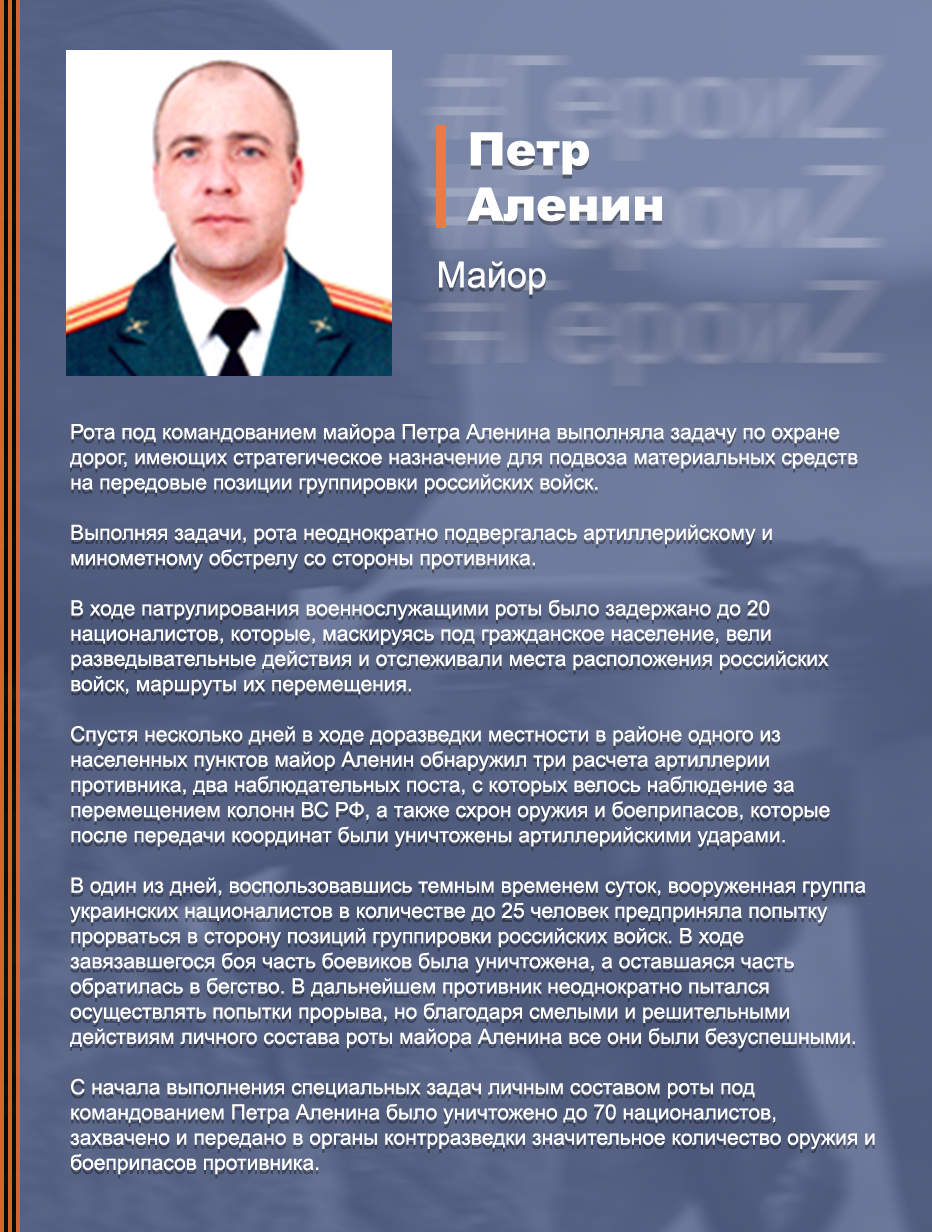 #ГероиZ
Петр
#ГероиZ
Аленин
Майор
#ГероиZ
Рота под командованием майора Петра Аленина выполняла задачу по охране
дорог, имеющих стратегическое назначение для подвоза материальных средств
на передовые позиции группировки российских войск.
Выполняя задачи, рота неоднократно подвергалась артиллерийскому и
минометному обстрелу со стороны противника.
В ходе патрулирования военнослужащими роты было задержано до 20
националистов, которые, маскируясь под гражданское население, вели
разведывательные действия и отслеживали места расположения российских
войск, маршруты их перемещения.
Спустя несколько дней в ходе доразведки местности в районе одного из
населенных пунктов майор Аленин обнаружил три расчета артиллерии
противника, два наблюдательных поста, с которых велось наблюдение за
перемещением колонн ВС РФ, а также схрон оружия и боеприпасов, которые
после передачи координат были уничтожены артиллерийскими ударами.
В один из дней, воспользовавшись темным временем суток, вооруженная группа
украинских националистов в количестве до 25 человек предприняла попытку
прорваться в сторону позиций группировки российских войск. В ходе
завязавшегося боя часть боевиков была уничтожена, а оставшаяся часть
обратилась в бегство. В дальнейшем противник неоднократно пытался
осуществлять попытки прорыва, но благодаря смелыми и решительными
действиям личного состава роты майора Аленина все они были безуспешными.
С начала выполнения специальных задач личным составом роты под
командованием Петра Аленина было уничтожено до 70 националистов,
захвачено и передано в органы контрразведки значительное количество оружия и
боеприпасов противника.